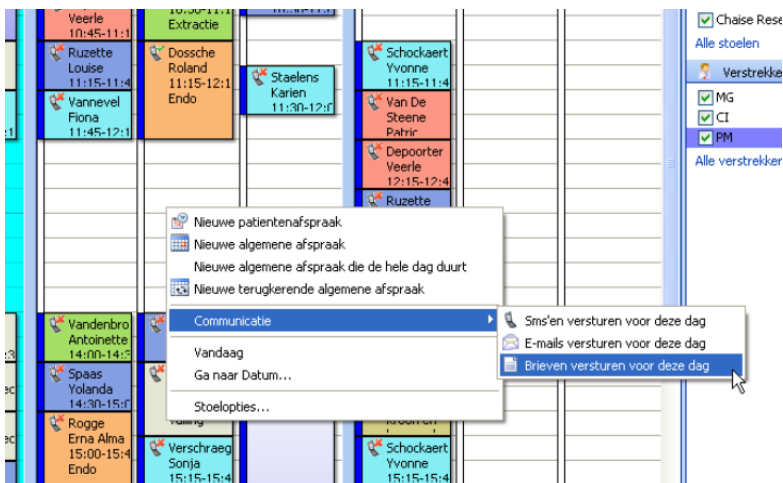 Veerle
10:45-11:1
Ruzette
Louise
11:15-11:4
Vannevel
Fiona
11:45-12:1
Vandenbro
Antoinette
14:00-14:3
Spaas
Yolanda
14:30-15:0
Rogge
Erna Alma
15:00-15:4
Endo
Extractie
Dossche
Roland
11:15-12:1
Endo
Verschraeg
Sonja
15:15-15:4
Staelens
Karien
11:30-12:0
Schockaert
Yvonne
11:15-11:4
Van De
Steene
Patric
Depoorter
Veerle
12:15-12:4
Ruzette
Schockaert
Yvonne
15:15-15:4
Nieuwe patientenafspraak
Nieuwe algemene afspraak
Nieuwe algemene afspraak die de hele dag duurt
Nieuwe terugkerende algemene afspraak
Communicatie
Vandaag
Ga naar Datum...
Stoelopties...
Sms'en versturen voor deze dag
E-mails versturen voor deze dag
Brieven versturen voor deze dag
Chaise Rese
Alle stoelen
Verstrekke
MG
CI
PM
Alle verstrekker